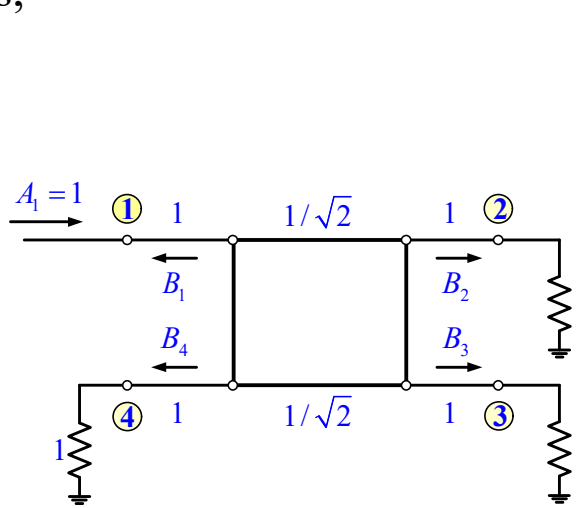 s,
A₁ = 1
1 1 1/√2 1 2
B₁ B₂
B₄ B₃
4 1 1/√2 1 3
1